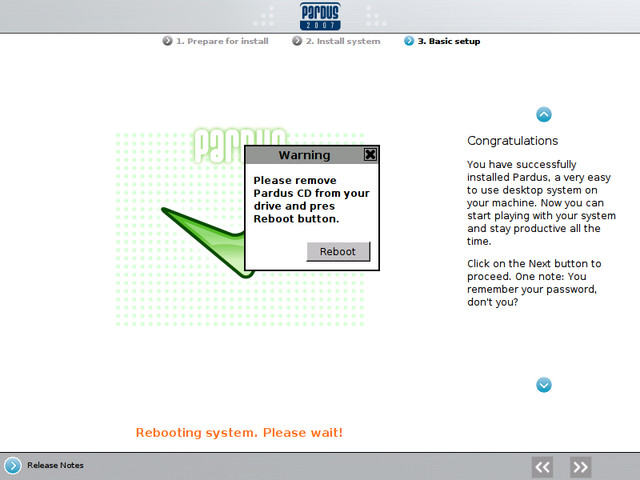 PARDUS
2007
1. Prepare for install
2. Install system
3. Basic setup
Pardus
Warning
Please remove
Pardus CD from your
drive and pres
Reboot button.
Reboot
Congratulations
You have successfully
installed Pardus, a very easy
to use desktop system on
your machine. Now you can
start playing with your system
and stay productive all the
time.
Click on the Next button to
proceed. One note: You
remember your password,
don't you?
Rebooting system. Please wait!
Release Notes